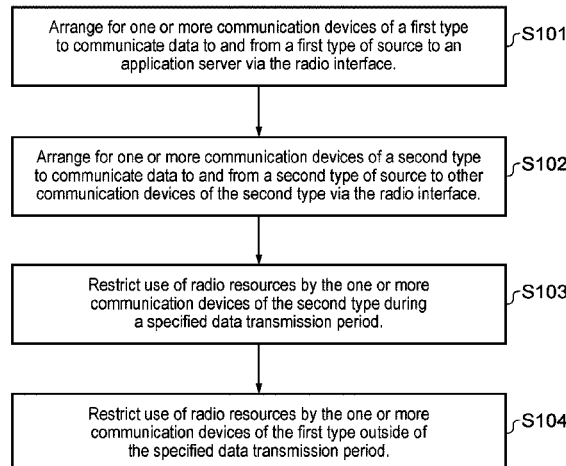 Arrange for one or more communication devices of a first type
to communicate data to and from a first type of source to an
application server via the radio interface.
S101
Arrange for one or more communication devices of a second type
to communicate data to and from a second type of source to other
communication devices of the second type via the radio interface.
S102
Restrict use of radio resources by the one or more
communication devices of the second type during
a specified data transmission period.
S103
Restrict use of radio resources by the one or more
communication devices of the first type outside of
the specified data transmission period.
S104